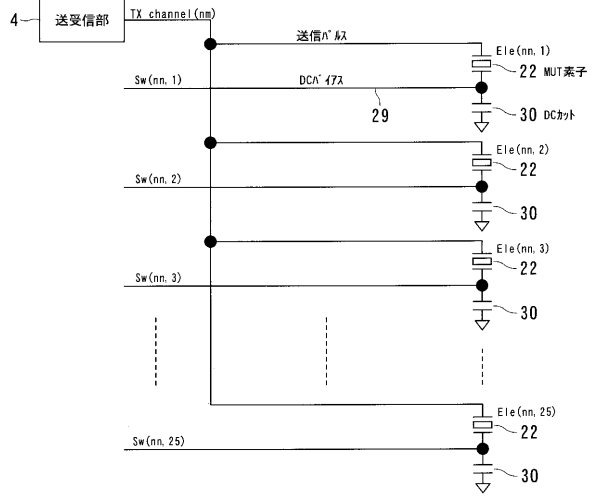 4
送受信部
TX channel(nm)
送信ﾊﾟﾙｽ
Ele(nn, 1)
22 MUT素子
Sw(nn, 1)
DCﾊﾞｲｱｽ
29
30 DCｶｯﾄ
Ele(nn, 2)
22
Sw(nn, 2)
30
Ele(nn, 3)
22
Sw(nn, 3)
30
Ele(nn, 25)
22
Sw(nn, 25)
30